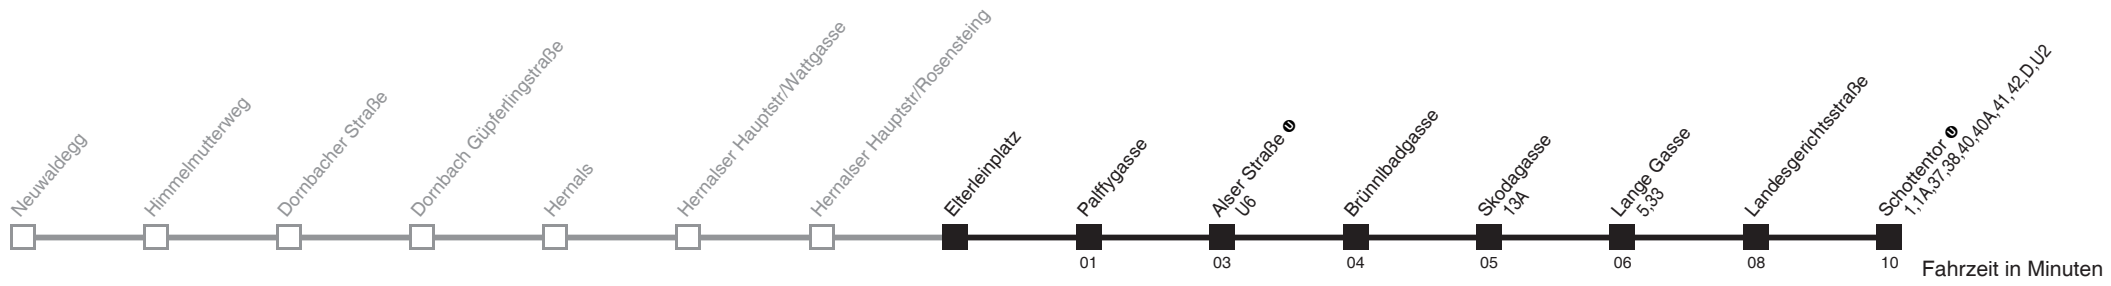 Neuwaldegg
Himmelmutterweg
Dornbacher Straße
Dornbach Güpferlingstraße
Hernals
Hernalser Hauptstr/Wattgasse
Hernalser Hauptstr/Rosensteing
Elterleinplatz
Palffygasse
Alser Straße U
U6
Brünnlbadgasse
Skodagasse
13A
Lange Gasse
5,33
Landesgerichtsstraße
Schottentor U
1,1A,37,38,40,40A,41,42,D,U2
01
03
04
05
06
08
10
Fahrzeit in Minuten